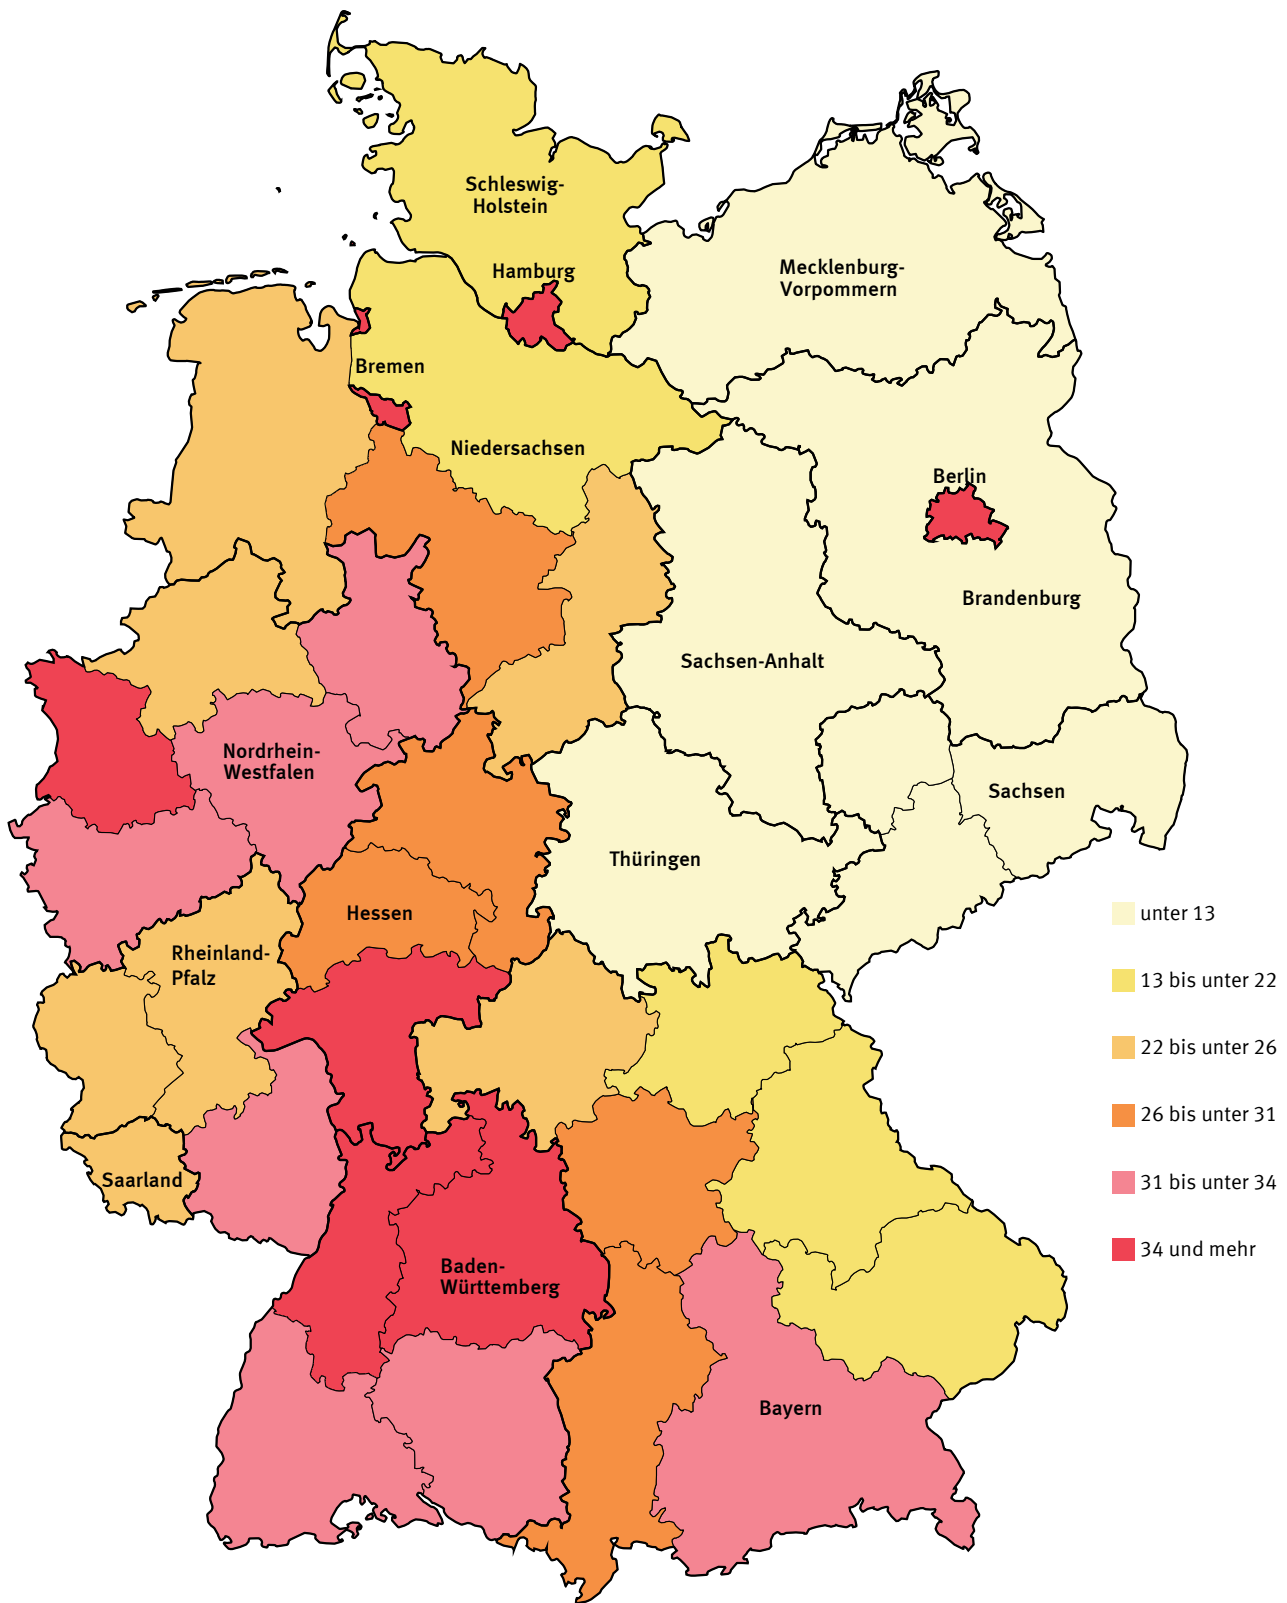 Schleswig-
Holstein
Hamburg
Mecklenburg-
Vorpommern
Bremen
Niedersachsen
Berlin
Brandenburg
Sachsen-Anhalt
Nordrhein-
Westfalen
Sachsen
Thüringen
Hessen
Rheinland-
Pfalz
Saarland
Baden-
Württemberg
Bayern
unter 13
13 bis unter 22
22 bis unter 26
26 bis unter 31
31 bis unter 34
34 und mehr